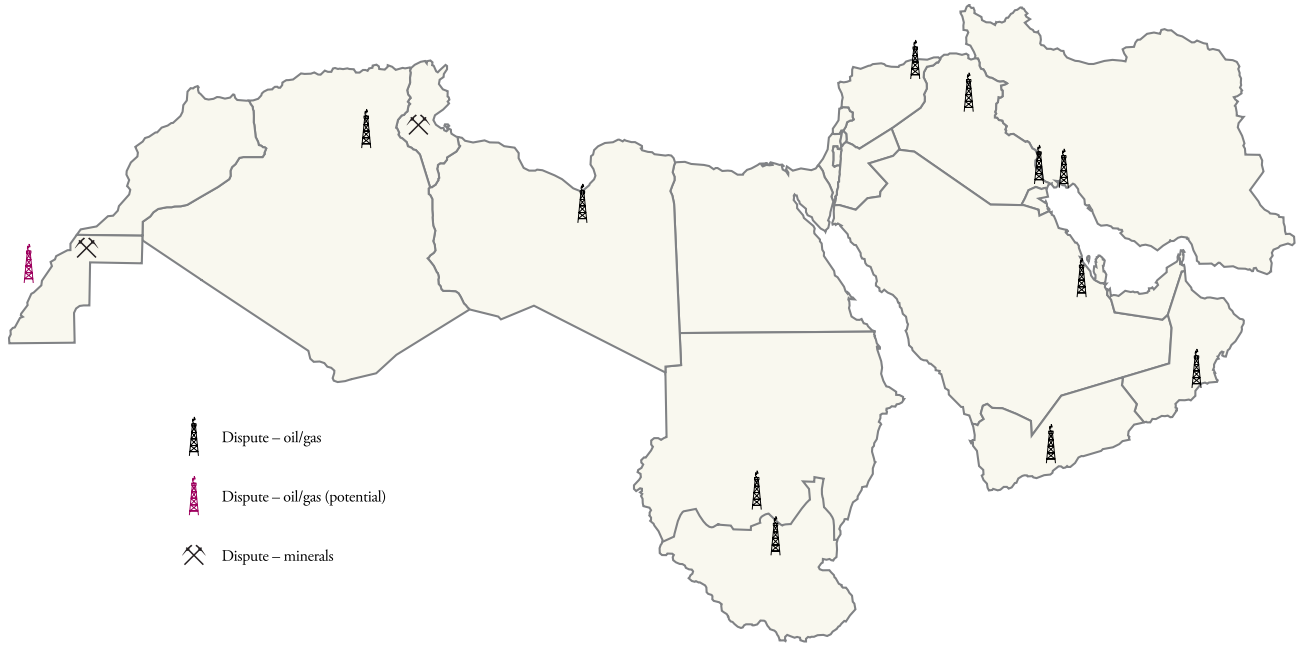 Dispute – oil/gas
Dispute – oil/gas (potential)
Dispute – minerals